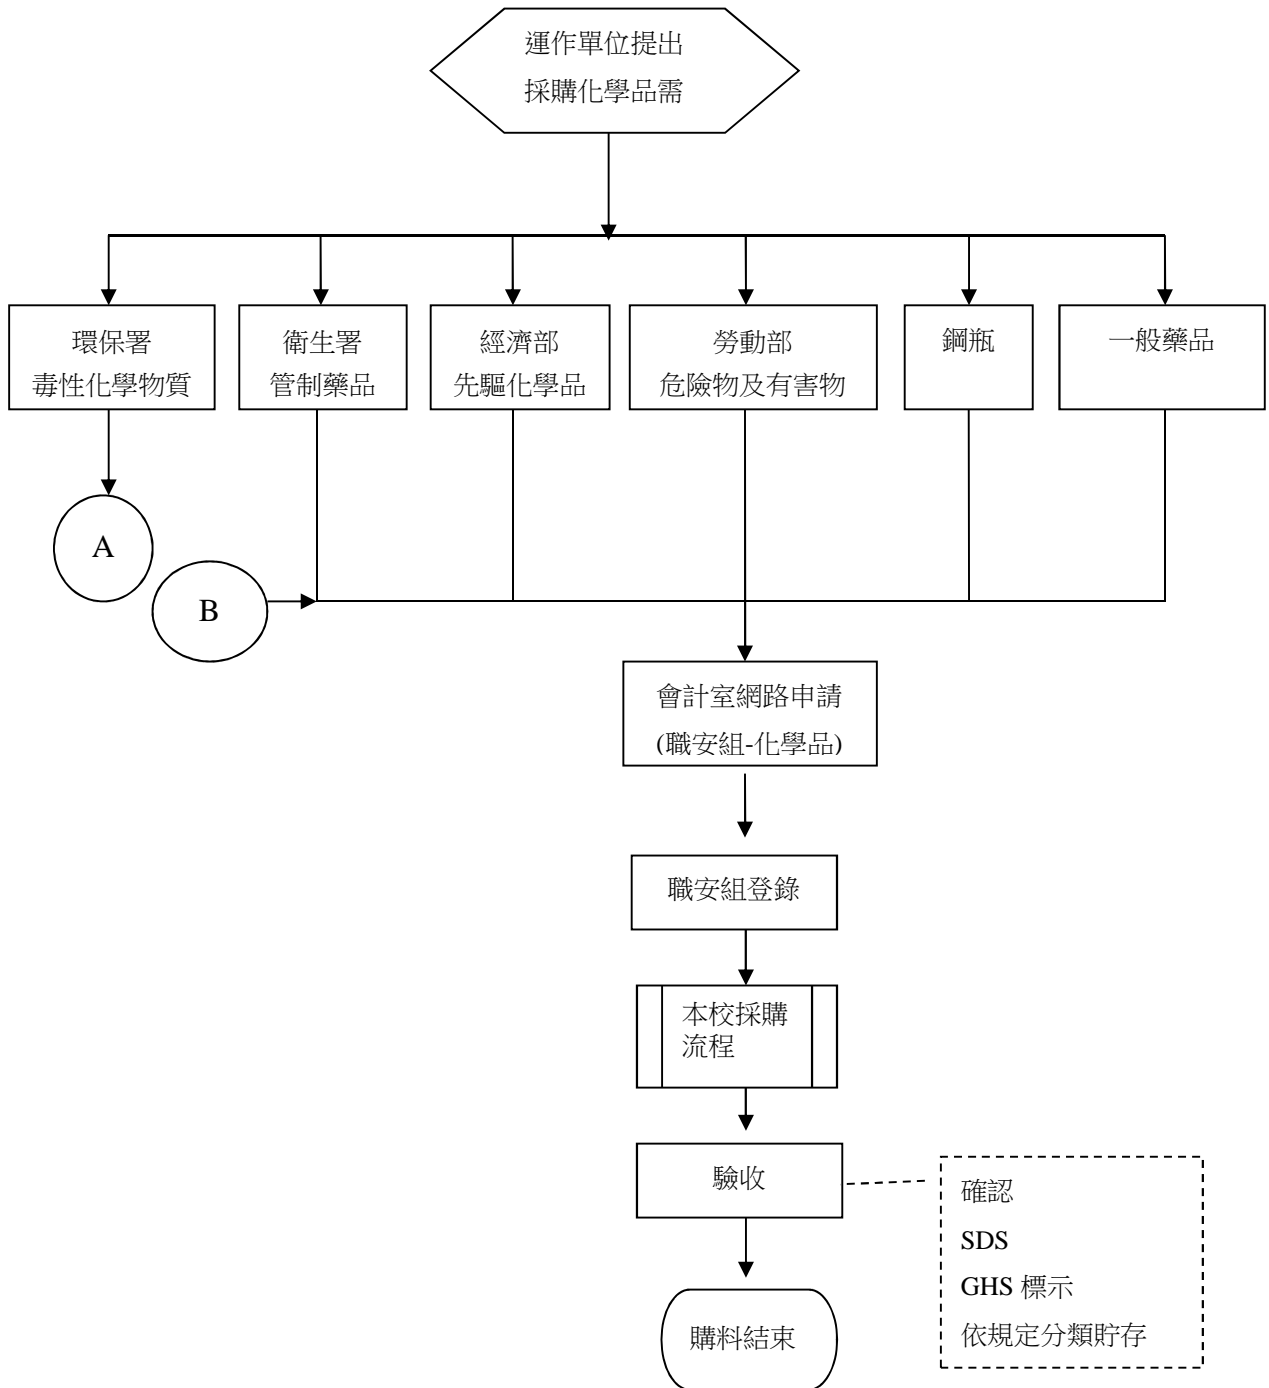 運作單位提出
採購化學品需
環保署
毒性化學物質
衛生署
管制藥品
經濟部
先驅化學品
勞動部
危險物及有害物
鋼瓶
一般藥品
A
B
會計室網路申請
(職安組-化學品)
職安組登錄
本校採購
流程
驗收
確認
SDS
GHS 標示
依規定分類貯存
購料結束